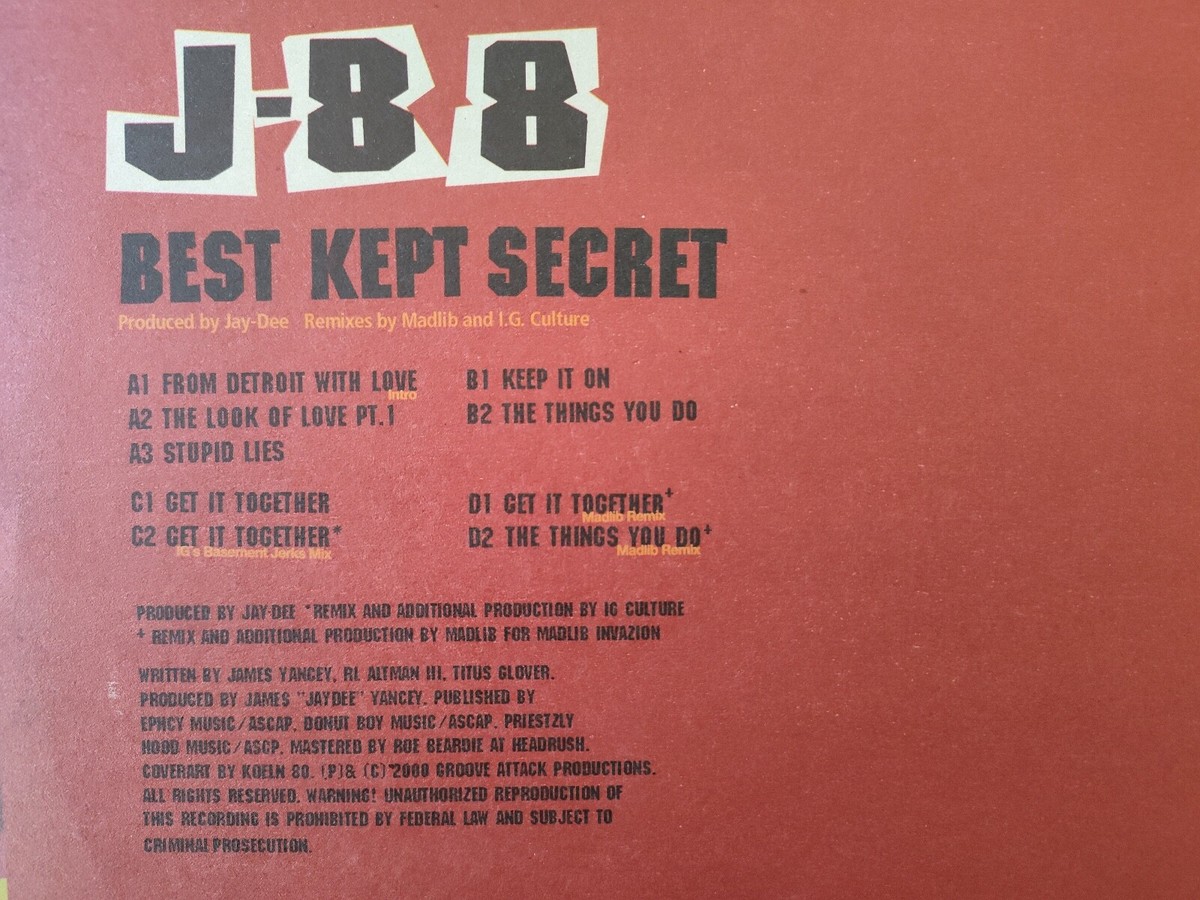 J-88
BEST KEPT SECRET
Produced by Jay-Dee Remixes by Madlib and I.G. Culture
A1 FROM DETROIT WITH LOVE
Intro
A2 THE LOOK OF LOVE PT.1
A3 STUPID LIES
B1 KEEP IT ON
B2 THE THINGS YOU DO
C1 GET IT TOGETHER
C2 GET IT TOGETHER*
IG's Basement Jerks Mix
D1 GET IT TOGETHER+
Madlib Remix
D2 THE THINGS YOU DO+
Madlib Remix
PRODUCED BY JAY-DEE *REMIX AND ADDITIONAL PRODUCTION BY IG CULTURE
+ REMIX AND ADDITIONAL PRODUCTION BY MADLIB FOR MADLIB INVAZION
WRITTEN BY JAMES YANCEY, RL ALTMAN III, TITUS GLOVER.
PRODUCED BY JAMES "JAYDEE" YANCEY. PUBLISHED BY
EPHCY MUSIC/ASCAP, DONUT BOY MUSIC/ASCAP. PRIESTZLY
HOOD MUSIC/ASCP. MASTERED BY ROE BEARDIE AT HEADRUSH.
COVERART BY KOELN 80. (P)& (C)*2000 GROOVE ATTACK PRODUCTIONS.
ALL RIGHTS RESERVED. WARNING! UNAUTHORIZED REPRODUCTION OF
THIS RECORDING IS PROHIBITED BY FEDERAL LAW AND SUBJECT TO
CRIMINAL PROSECUTION.